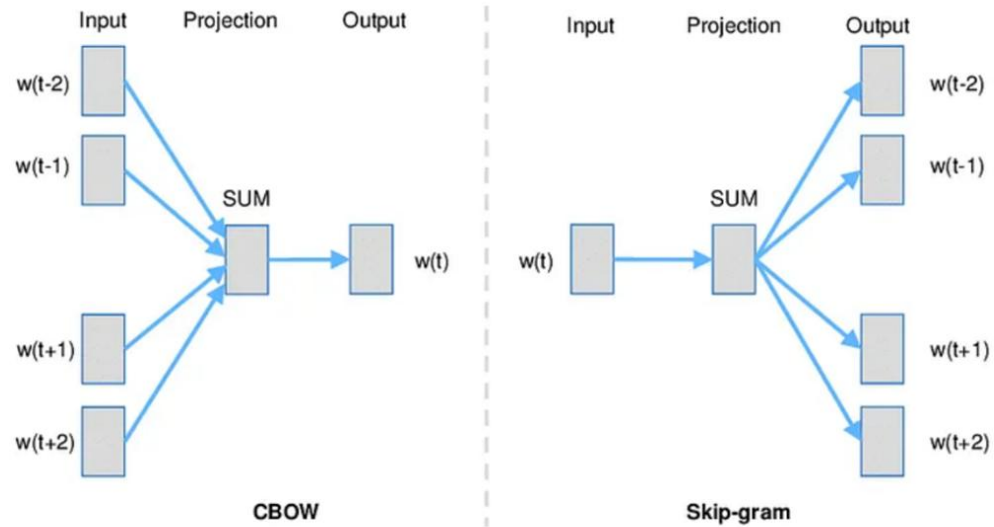 Input Projection Output
w(t-2)
w(t-1)
SUM
w(t)
w(t+1)
w(t+2)
CBOW
Input Projection Output
w(t-2)
w(t-1)
SUM
w(t)
w(t+1)
w(t+2)
Skip-gram